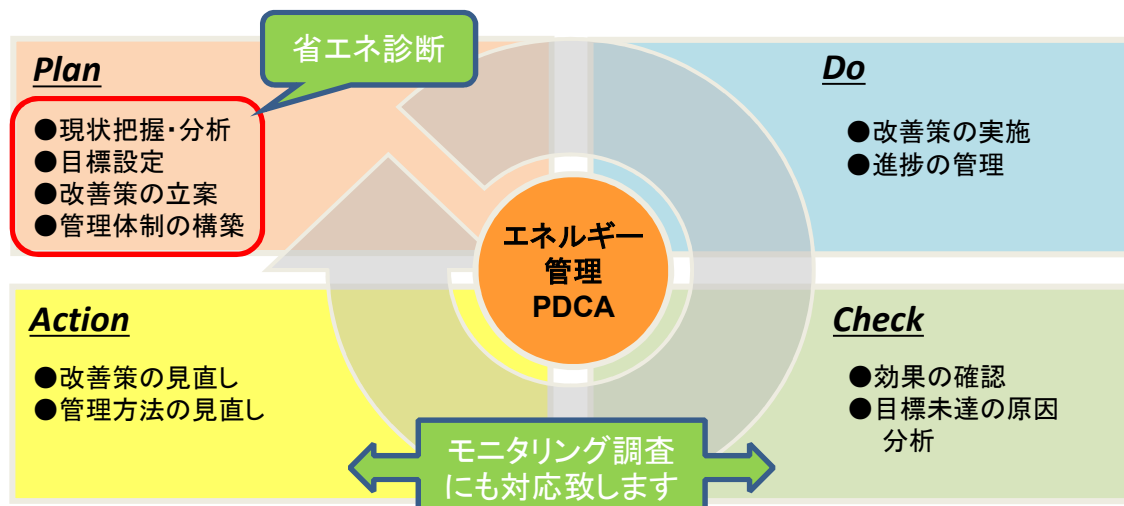 省エネ診断
Plan
●現状把握・分析
●目標設定
●改善策の立案
●管理体制の構築
Do
●改善策の実施
●進捗の管理
エネルギー
管理
PDCA
Action
●改善策の見直し
●管理方法の見直し
Check
●効果の確認
●目標未達の原因
分析
モニタリング調査
にも対応致します